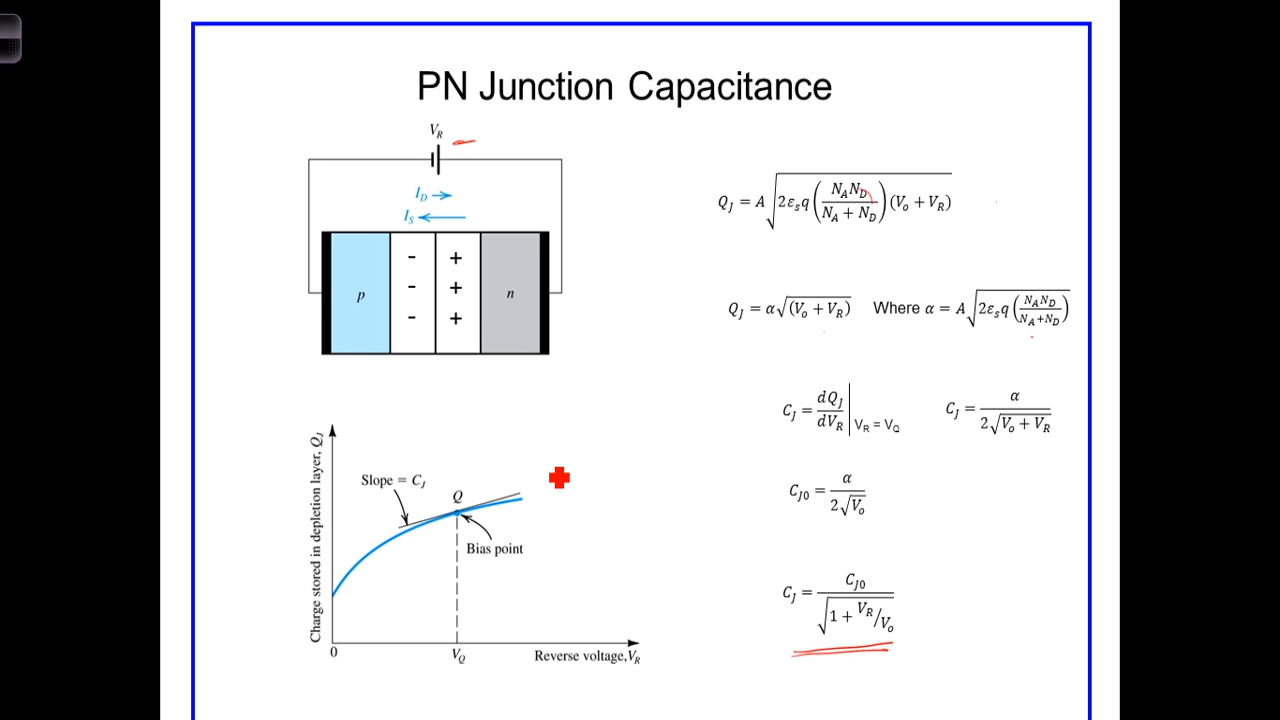 PN Junction Capacitance
V_R
I_D →
I_S ←
p - + n
- +
- +
Q_J = A √(2ε_s q (N_A N_D / (N_A + N_D)) (V_o + V_R))
Q_J = α√((V_o + V_R)) Where α = A √(2ε_s q (N_A N_D / (N_A + N_D)))
C_J = dQ_J / dV_R | V_R = V_Q C_J = α / (2√(V_o + V_R))
C_J0 = α / (2√V_o)
C_J = C_J0 / √(1 + V_R/V_o)
Charge stored in depletion layer, Q_J
Slope = C_J
Q
Bias point
0 V_Q Reverse voltage, V_R